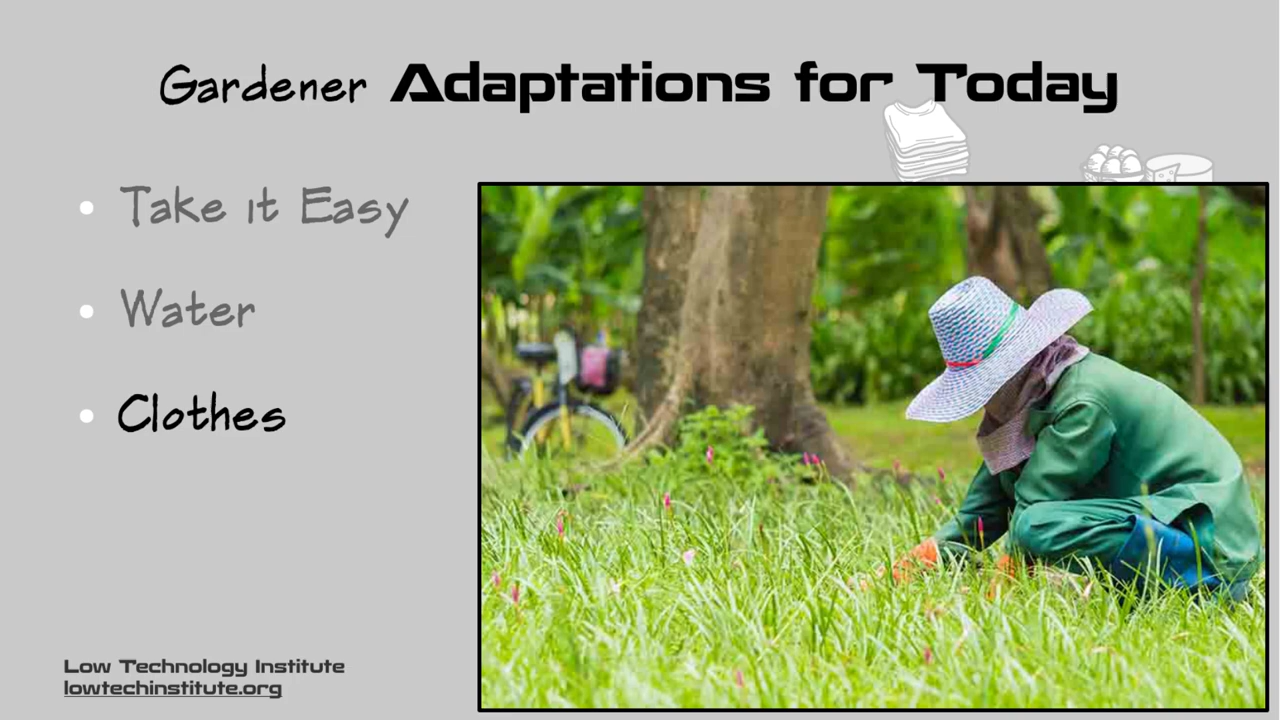 Gardener Adaptations for Today
Take it Easy
Water
Clothes
Low Technology Institute
lowtechinstitute.org